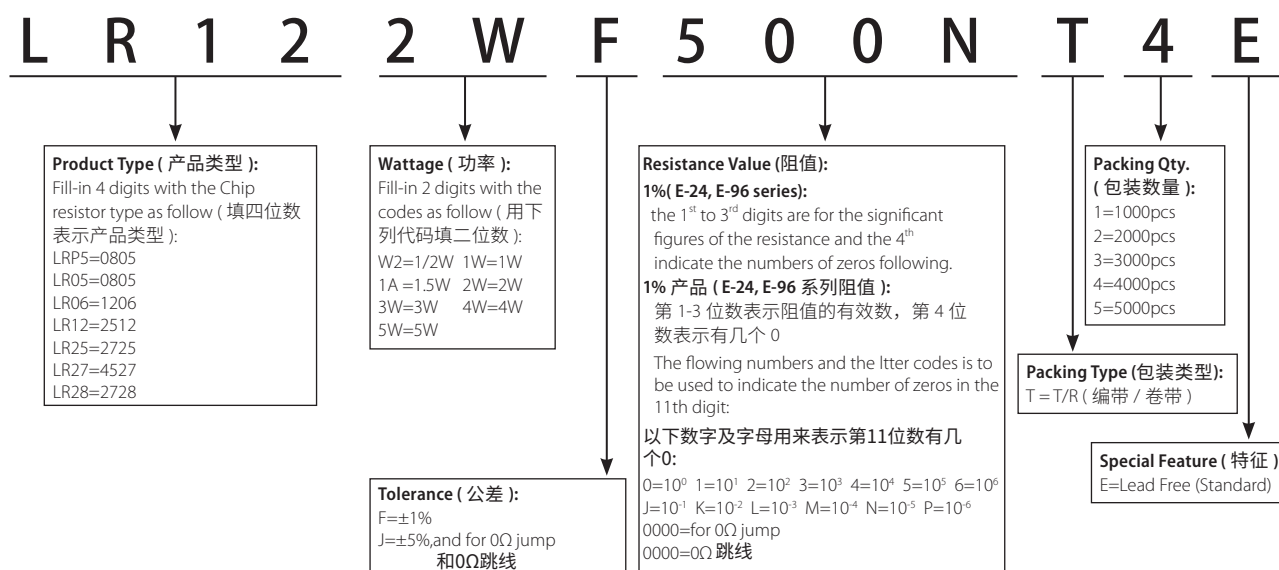 L R 1 2 2 W F 5 0 0 N T 4 E
Product Type ( 产品类型 ):
Fill-in 4 digits with the Chip
resistor type as follow ( 填四位数
表示产品类型 ):
LRP5=0805
LR05=0805
LR06=1206
LR12=2512
LR25=2725
LR27=4527
LR28=2728
Wattage ( 功率 ):
Fill-in 2 digits with the
codes as follow ( 用下
列代码填二位数 ):
W2=1/2W 1W=1W
1A =1.5W 2W=2W
3W=3W 4W=4W
5W=5W
Tolerance ( 公差 ):
F=±1%
J=±5%,and for 0Ω jump
和0Ω跳线
Resistance Value (阻值):
1%( E-24, E-96 series):
the 1st to 3rd digits are for the significant
figures of the resistance and the 4th
indicate the numbers of zeros following.
1% 产品 ( E-24, E-96 系列阻值 ):
第 1-3 位数表示阻值的有效数，第 4 位
数表示有几个 0
The flowing numbers and the ltter codes is to
be used to indicate the number of zeros in the
11th digit:
以下数字及字母用来表示第11位数有几
个0:
0=10⁰ 1=10¹ 2=10² 3=10³ 4=10⁴ 5=10⁵ 6=10⁶
J=10⁻¹ K=10⁻² L=10⁻³ M=10⁻⁴ N=10⁻⁵ P=10⁻⁶
0000=for 0Ω jump
0000=0Ω 跳线
Packing Qty.
( 包装数量 ):
1=1000pcs
2=2000pcs
3=3000pcs
4=4000pcs
5=5000pcs
Packing Type (包装类型):
T = T/R ( 编带 / 卷带 )
Special Feature ( 特征 )
E=Lead Free (Standard)